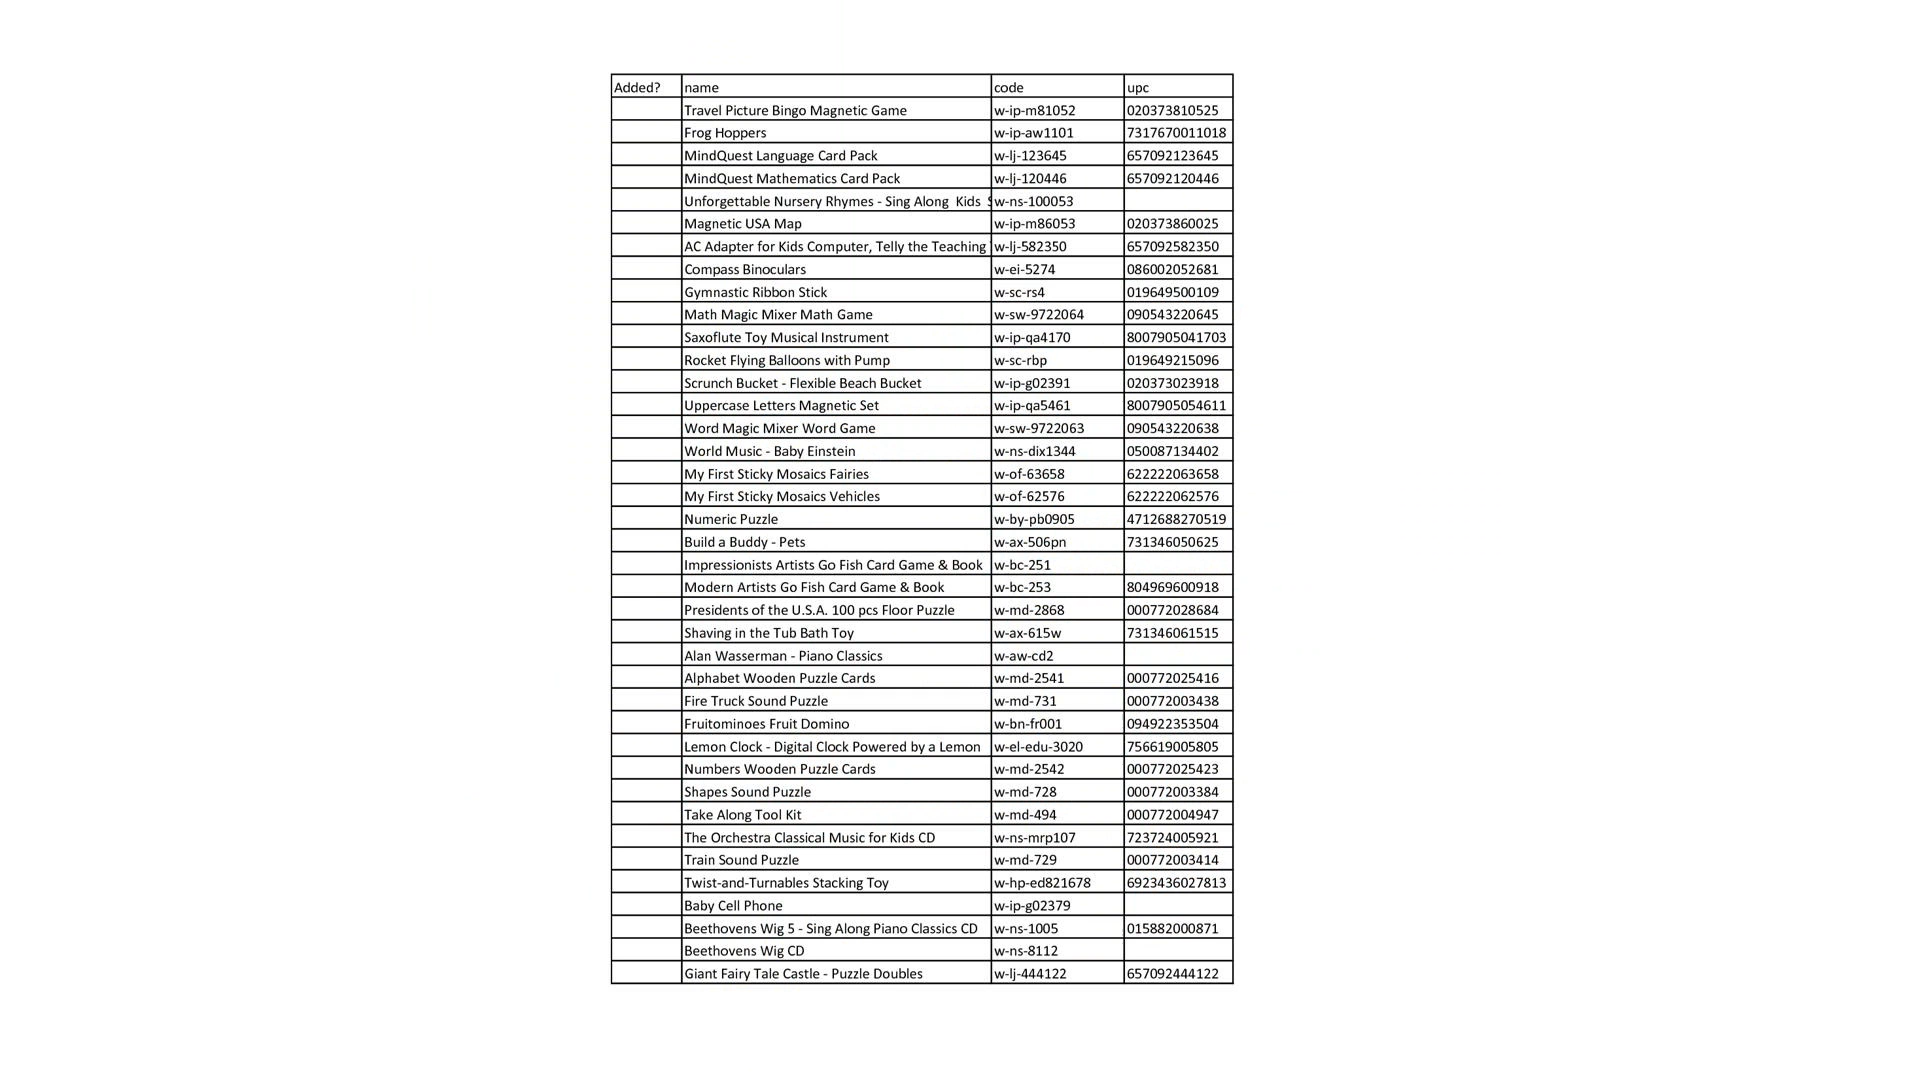 Added? name code upc
Travel Picture Bingo Magnetic Game w-ip-m81052 020373810525
Frog Hoppers w-ip-aw1101 7317670011018
MindQuest Language Card Pack w-lj-123645 657092123645
MindQuest Mathematics Card Pack w-lj-120446 657092120446
Unforgettable Nursery Rhymes - Sing Along Kids w-ns-100053
Magnetic USA Map w-ip-m86053 020373860025
AC Adapter for Kids Computer, Telly the Teaching w-lj-582350 657092582350
Compass Binoculars w-ei-5274 086002052681
Gymnastic Ribbon Stick w-sc-rs4 019649500109
Math Magic Mixer Math Game w-sw-9722064 090543220645
Saxoflute Toy Musical Instrument w-ip-qa4170 8007905041703
Rocket Flying Balloons with Pump w-sc-rbp 019649215096
Scrunch Bucket - Flexible Beach Bucket w-ip-g02391 020373023918
Uppercase Letters Magnetic Set w-ip-qa5461 8007905054611
Word Magic Mixer Word Game w-sw-9722063 090543220638
World Music - Baby Einstein w-ns-dix1344 050087134402
My First Sticky Mosaics Fairies w-of-63658 622222063658
My First Sticky Mosaics Vehicles w-of-62576 622222062576
Numeric Puzzle w-by-pb0905 4712688270519
Build a Buddy - Pets w-ax-506pn 731346050625
Impressionists Artists Go Fish Card Game & Book w-bc-251
Modern Artists Go Fish Card Game & Book w-bc-253 804969600918
Presidents of the U.S.A. 100 pcs Floor Puzzle w-md-2868 000772028684
Shaving in the Tub Bath Toy w-ax-615w 731346061515
Alan Wasserman - Piano Classics w-aw-cd2
Alphabet Wooden Puzzle Cards w-md-2541 000772025416
Fire Truck Sound Puzzle w-md-731 000772003438
Fruitominoes Fruit Domino w-bn-fr001 094922353504
Lemon Clock - Digital Clock Powered by a Lemon w-el-edu-3020 756619005805
Numbers Wooden Puzzle Cards w-md-2542 000772025423
Shapes Sound Puzzle w-md-728 000772003384
Take Along Tool Kit w-md-494 000772004947
The Orchestra Classical Music for Kids CD w-ns-mrp107 723724005921
Train Sound Puzzle w-md-729 000772003414
Twist-and-Turnables Stacking Toy w-hp-ed821678 6923436027813
Baby Cell Phone w-ip-g02379
Beethovens Wig 5 - Sing Along Piano Classics CD w-ns-1005 015882000871
Beethovens Wig CD w-ns-8112
Giant Fairy Tale Castle - Puzzle Doubles w-lj-444122 657092444122